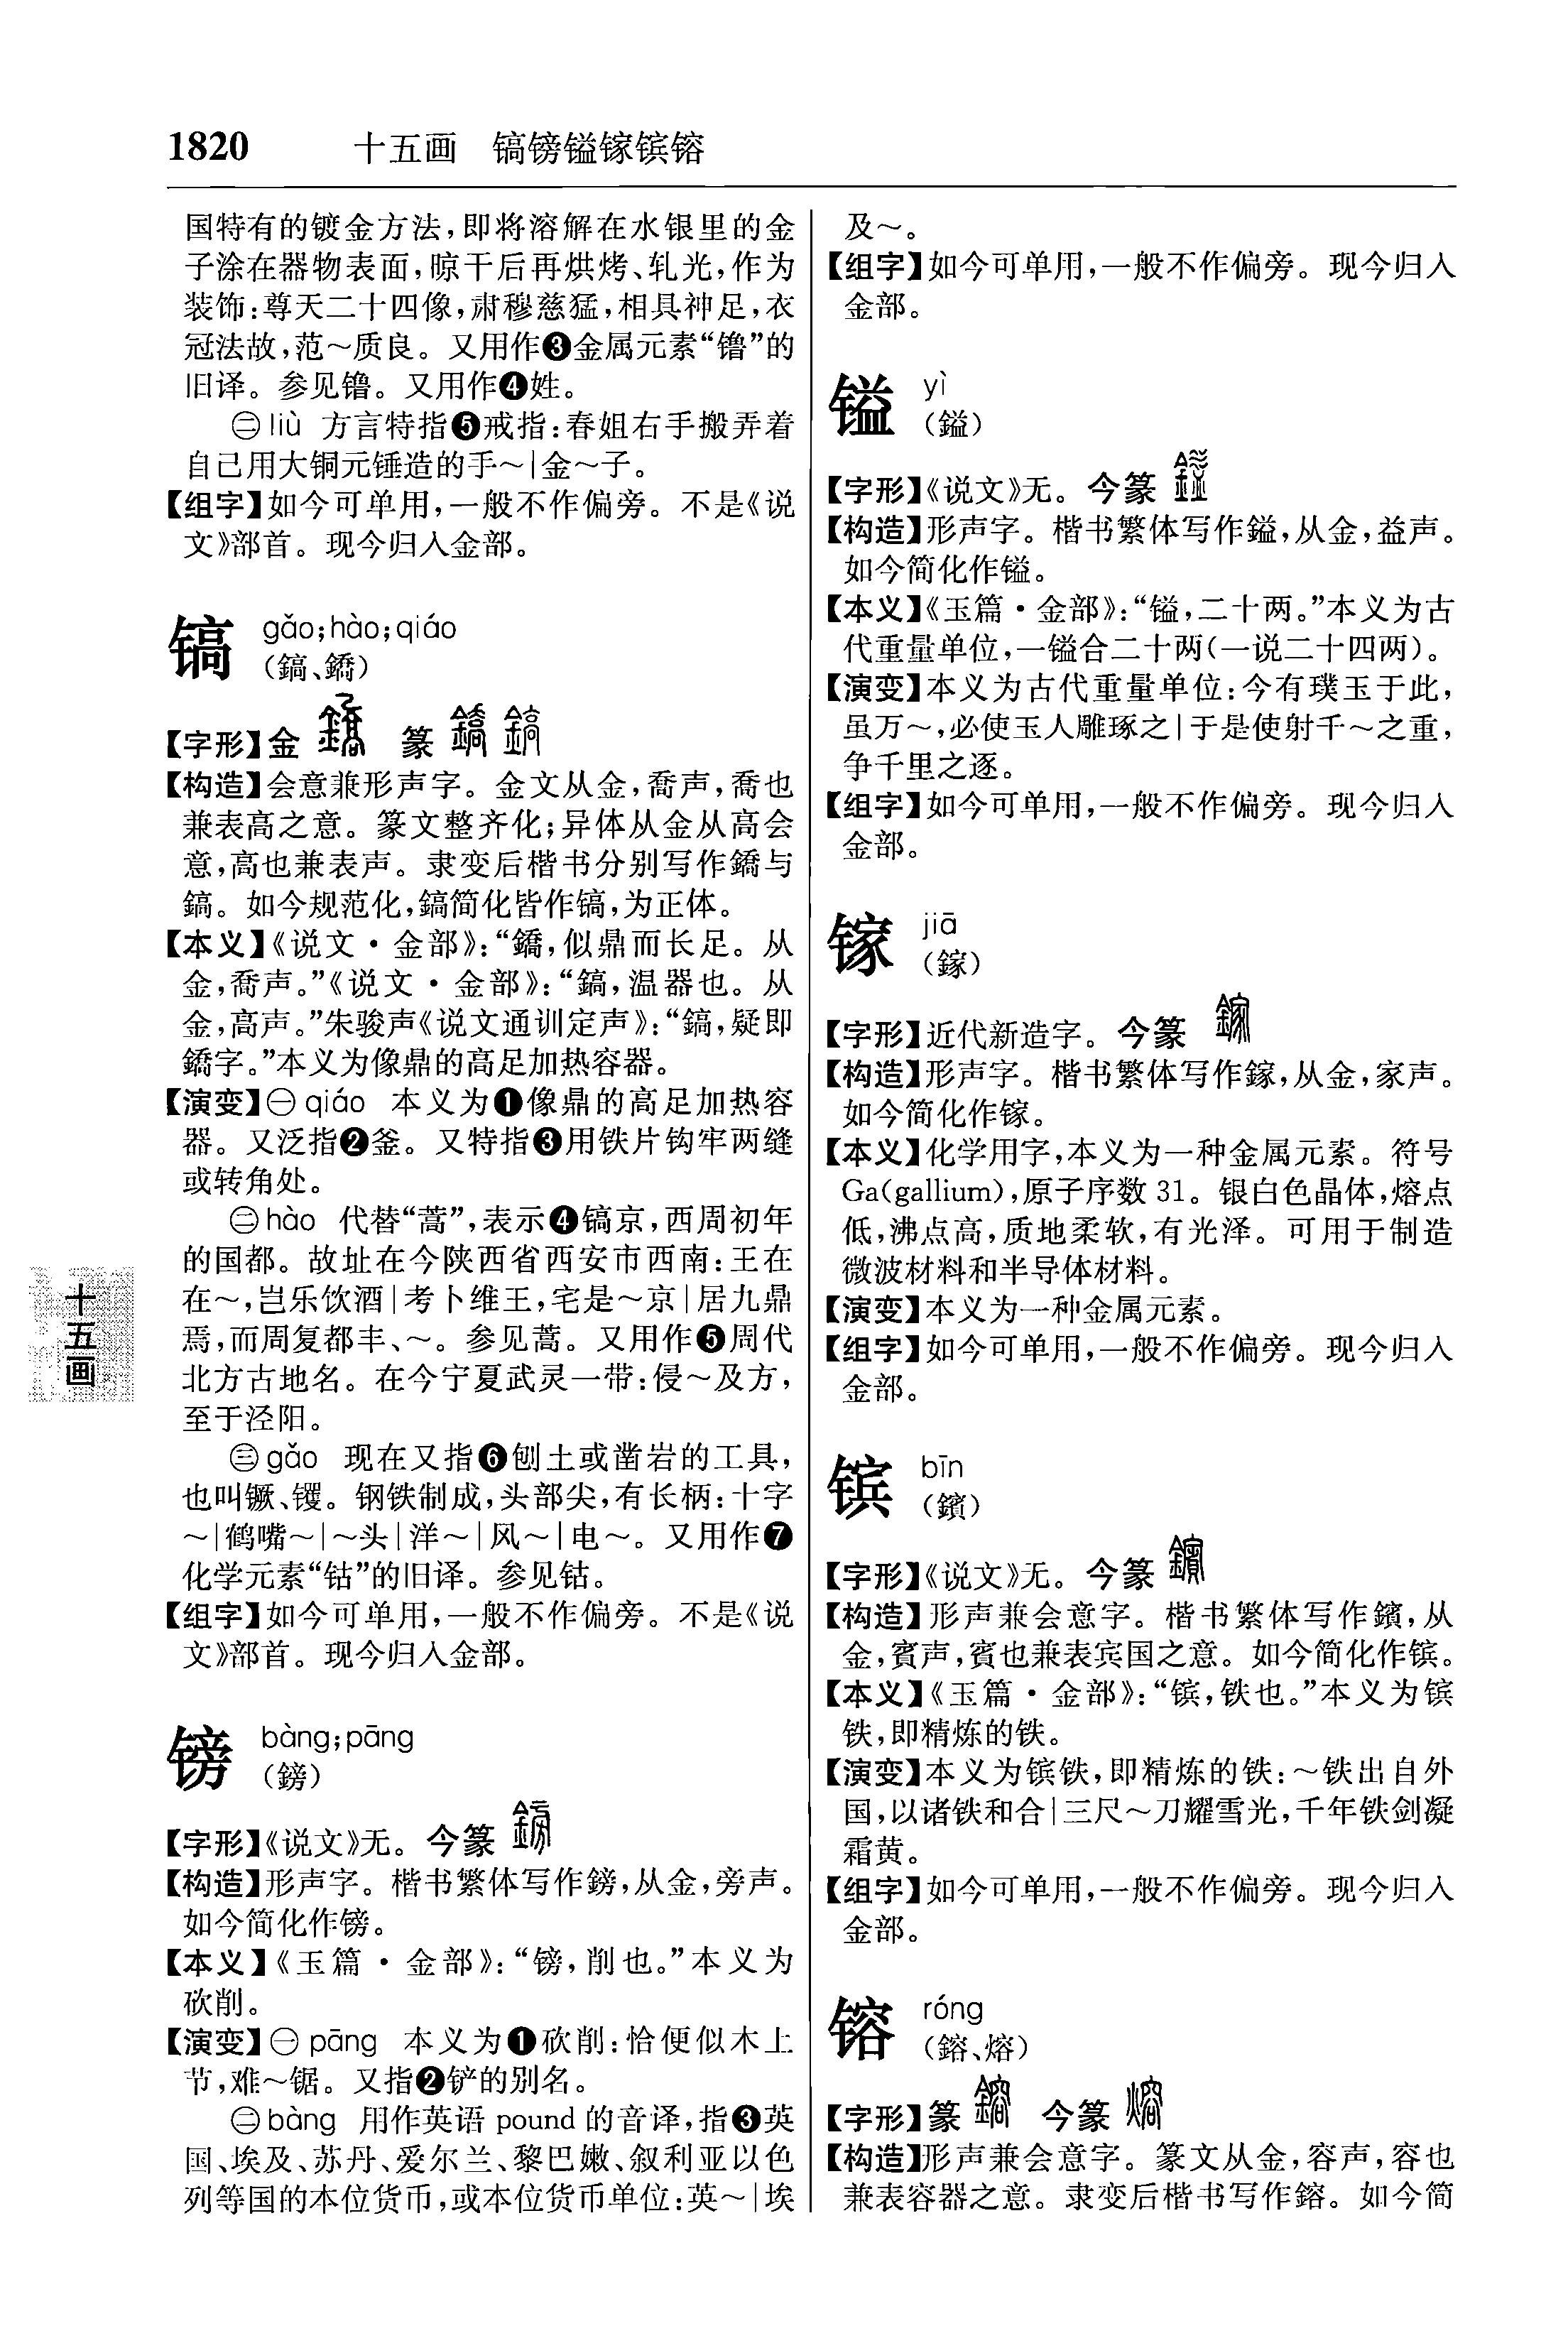 1820 十五画 镐镑镒镓镔镕
国特有的镀金方法,即将溶解在水银里的金
子涂在器物表面,晾干后再烘烤、轧光,作为
装饰:尊天二十四像,肃穆慈猛,相具神足,衣
冠法故,范～质良。又用作❸金属元素“镥”的
旧译。参见镥。又用作❹姓。
㊁liù 方言特指❺戒指:春姐右手搬弄着
自己用大铜元锤造的手～|金～子。
【组字】如今可单用,一般不作偏旁。不是《说
文》部首。现今归入金部。
镐 gǎo;hào;qiáo
(鎬、鐈)
【字形】金 篆
【构造】会意兼形声字。金文从金,喬声,喬也
兼表高之意。篆文整齐化;异体从金从高会
意,高也兼表声。隶变后楷书分别写作鐈与
鎬。如今规范化,鎬简化皆作镐,为正体。
【本义】《说文·金部》:“鐈,似鼎而长足。从
金,喬声。”《说文·金部》:“鎬,温器也。从
金,高声。”朱骏声《说文通训定声》:“鎬,疑即
鐈字。”本义为像鼎的高足加热容器。
【演变】㊀qiáo 本义为❶像鼎的高足加热容
器。又泛指❷釜。又特指❸用铁片钩牢两缝
或转角处。
㊁hào 代替“蒿”,表示❹镐京,西周初年
的国都。故址在今陕西省西安市西南:王在
在～,岂乐饮酒|考卜维王,宅是～京|居九鼎
焉,而周复都丰、～。参见蒿。又用作❺周代
北方古地名。在今宁夏武灵一带:侵～及方,
至于泾阳。
㊂gǎo 现在又指❻刨土或凿岩的工具,
也叫镢、䦆。钢铁制成,头部尖,有长柄:十字
～|鹤嘴～|～头|洋～|风～|电～。又用作❼
化学元素“钴”的旧译。参见钴。
【组字】如今可单用,一般不作偏旁。不是《说
文》部首。现今归入金部。
镑 bàng;pāng
(鎊)
【字形】《说文》无。今篆
【构造】形声字。楷书繁体写作鎊,从金,旁声。
如今简化作镑。
【本义】《玉篇·金部》:“镑,削也。”本义为
砍削。
【演变】㊀pāng 本义为❶砍削:恰便似木上
节,难～锯。又指❷铲的别名。
㊁bàng 用作英语pound的音译,指❸英
国、埃及、苏丹、爱尔兰、黎巴嫩、叙利亚以色
列等国的本位货币,或本位货币单位:英～|埃
十五画
及～。
【组字】如今可单用,一般不作偏旁。现今归入
金部。
镒 yì
(鎰)
【字形】《说文》无。今篆
【构造】形声字。楷书繁体写作鎰,从金,益声。
如今简化作镒。
【本义】《玉篇·金部》:“镒,二十两。”本义为古
代重量单位,一镒合二十两(一说二十四两)。
【演变】本义为古代重量单位:今有璞玉于此,
虽万～,必使玉人雕琢之|于是使射千～之重,
争千里之逐。
【组字】如今可单用,一般不作偏旁。现今归入
金部。
镓 jiā
(鎵)
【字形】近代新造字。今篆
【构造】形声字。楷书繁体写作鎵,从金,家声。
如今简化作镓。
【本义】化学用字,本义为一种金属元素。符号
Ga(gallium),原子序数31。银白色晶体,熔点
低,沸点高,质地柔软,有光泽。可用于制造
微波材料和半导体材料。
【演变】本义为一种金属元素。
【组字】如今可单用,一般不作偏旁。现今归入
金部。
镔 bīn
(鑌)
【字形】《说文》无。今篆
【构造】形声兼会意字。楷书繁体写作鑌,从
金,賓声,賓也兼表宾国之意。如今简化作镔。
【本义】《玉篇·金部》:“镔,铁也。”本义为镔
铁,即精炼的铁。
【演变】本义为镔铁,即精炼的铁:～铁出自外
国,以诸铁和合|三尺～刀耀雪光,千年铁剑凝
霜黄。
【组字】如今可单用,一般不作偏旁。现今归入
金部。
镕 róng
(鎔、熔)
【字形】篆 今篆
【构造】形声兼会意字。篆文从金,容声,容也
兼表容器之意。隶变后楷书写作鎔。如今简